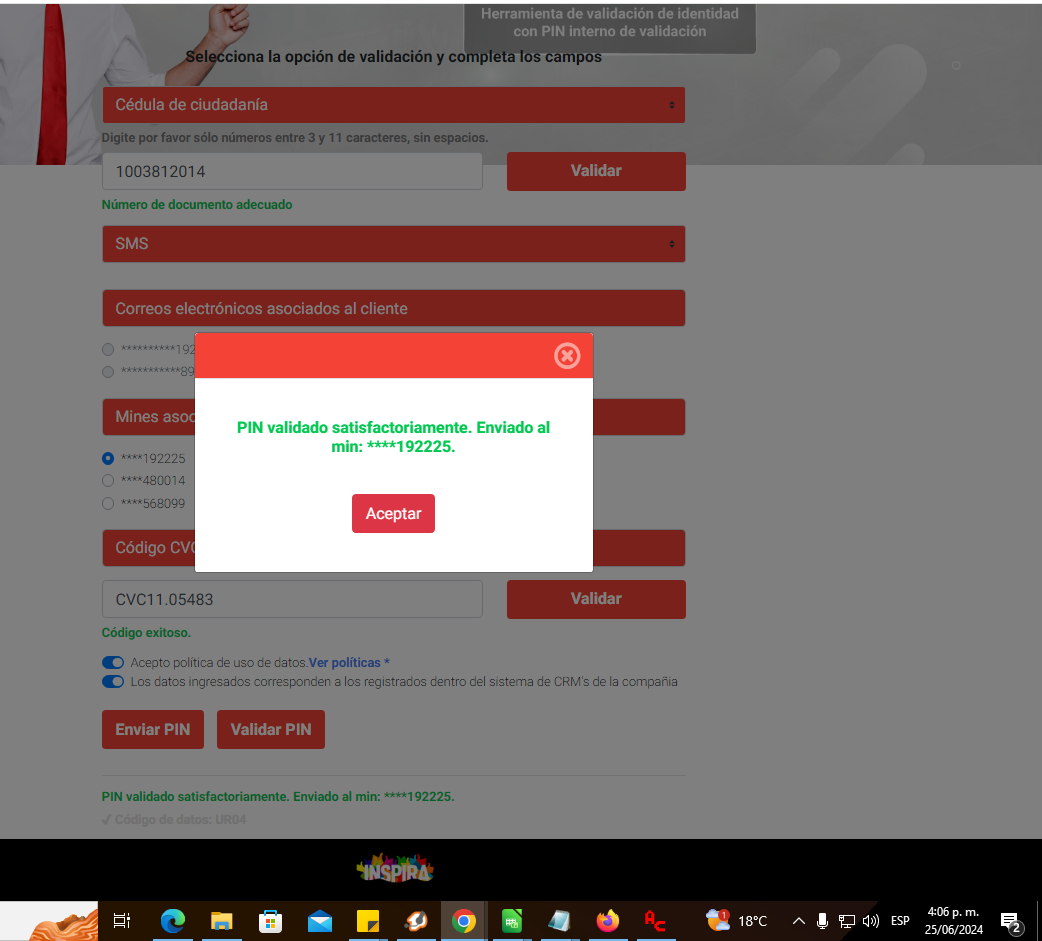 Herramienta de validación de identidad
con PIN interno de validación
Selecciona la opción de validación y completa los campos
Cédula de ciudadanía
Digite por favor sólo números entre 3 y 11 caracteres, sin espacios.
1003812014
Validar
Número de documento adecuado
SMS
Correos electrónicos asociados al cliente
**********192
***********89
Mines asoc
PIN validado satisfactoriamente. Enviado al
min: ****192225.
****192225
****480014
****568099
Aceptar
Código CVC
CVC11.05483
Validar
Código exitoso.
Acepto política de uso de datos.Ver políticas *
Los datos ingresados corresponden a los registrados dentro del sistema de CRM's de la compañia
Enviar PIN
Validar PIN
PIN validado satisfactoriamente. Enviado al min: ****192225.
✓ Código de datos: UR04
INSPIRA
1
18°C
ESP
4:06 p. m.
25/06/2024
2